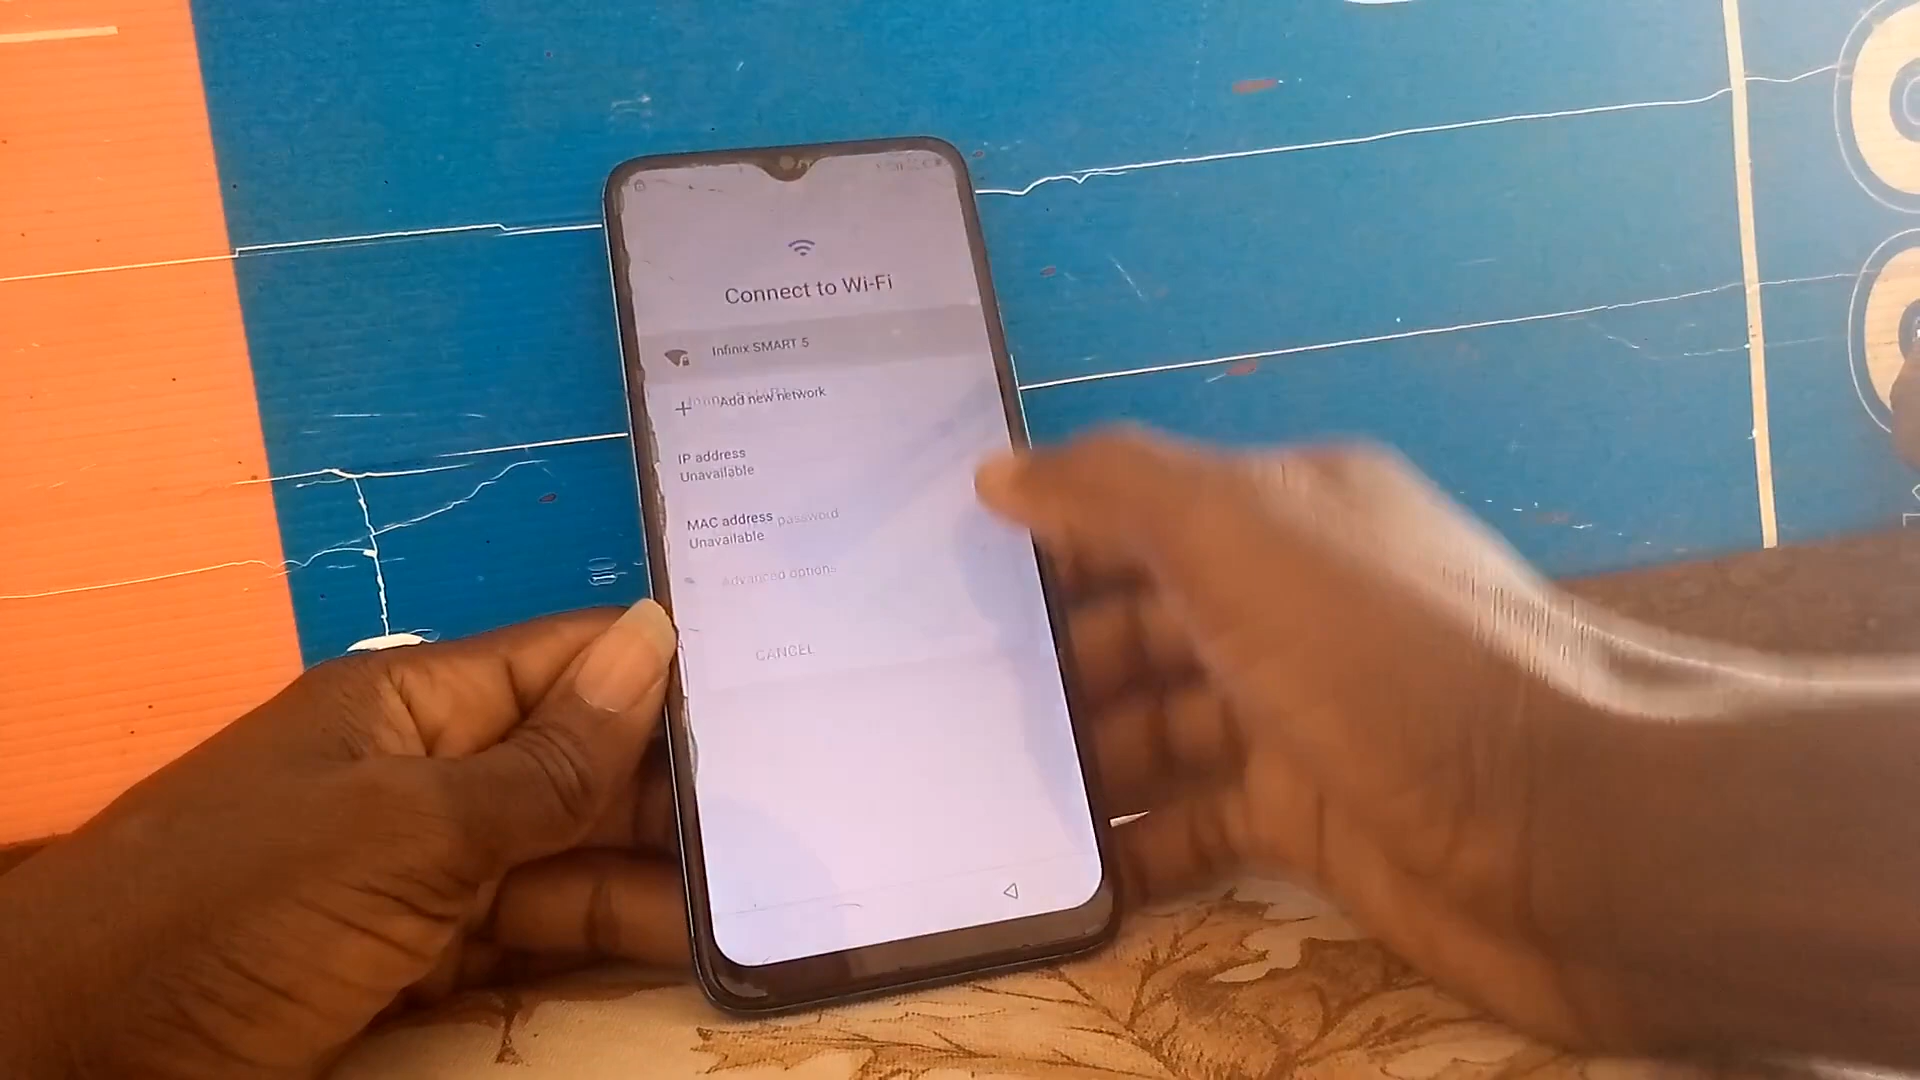 Connect to Wi-Fi
Infinix SMART 5
Add new network
IP address
Unavailable
MAC address
password
Unavailable
Advanced options
CANCEL